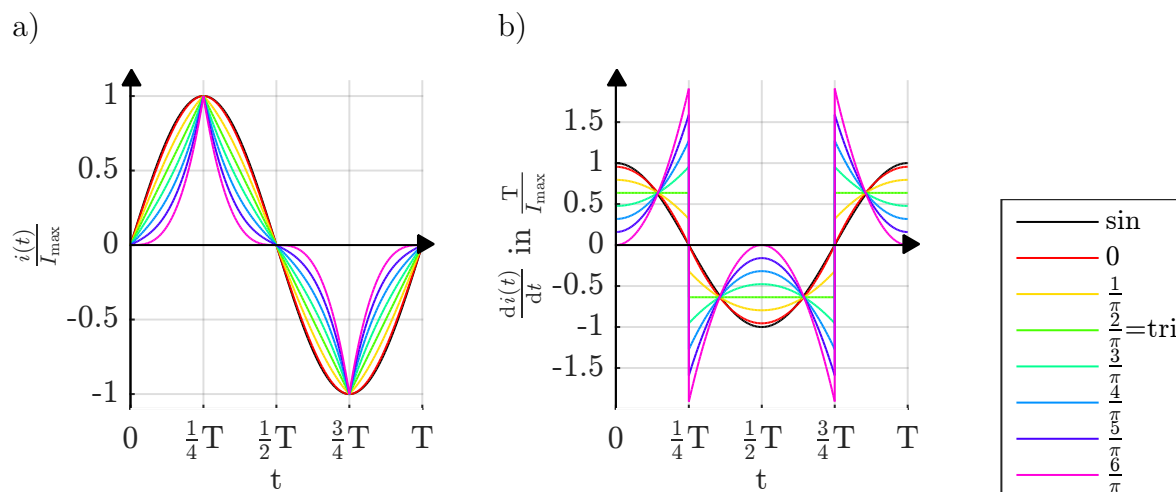 a)
i(t)/I_max
1
0.5
0
-0.5
-1
0 1/4T 1/2T 3/4T T
t
b)
di(t)/dt in T/I_max
1.5
1
0.5
0
-0.5
-1
-1.5
0 1/4T 1/2T 3/4T T
t
sin
0
1/π
2/π=tri
3/π
4/π
5/π
6/π